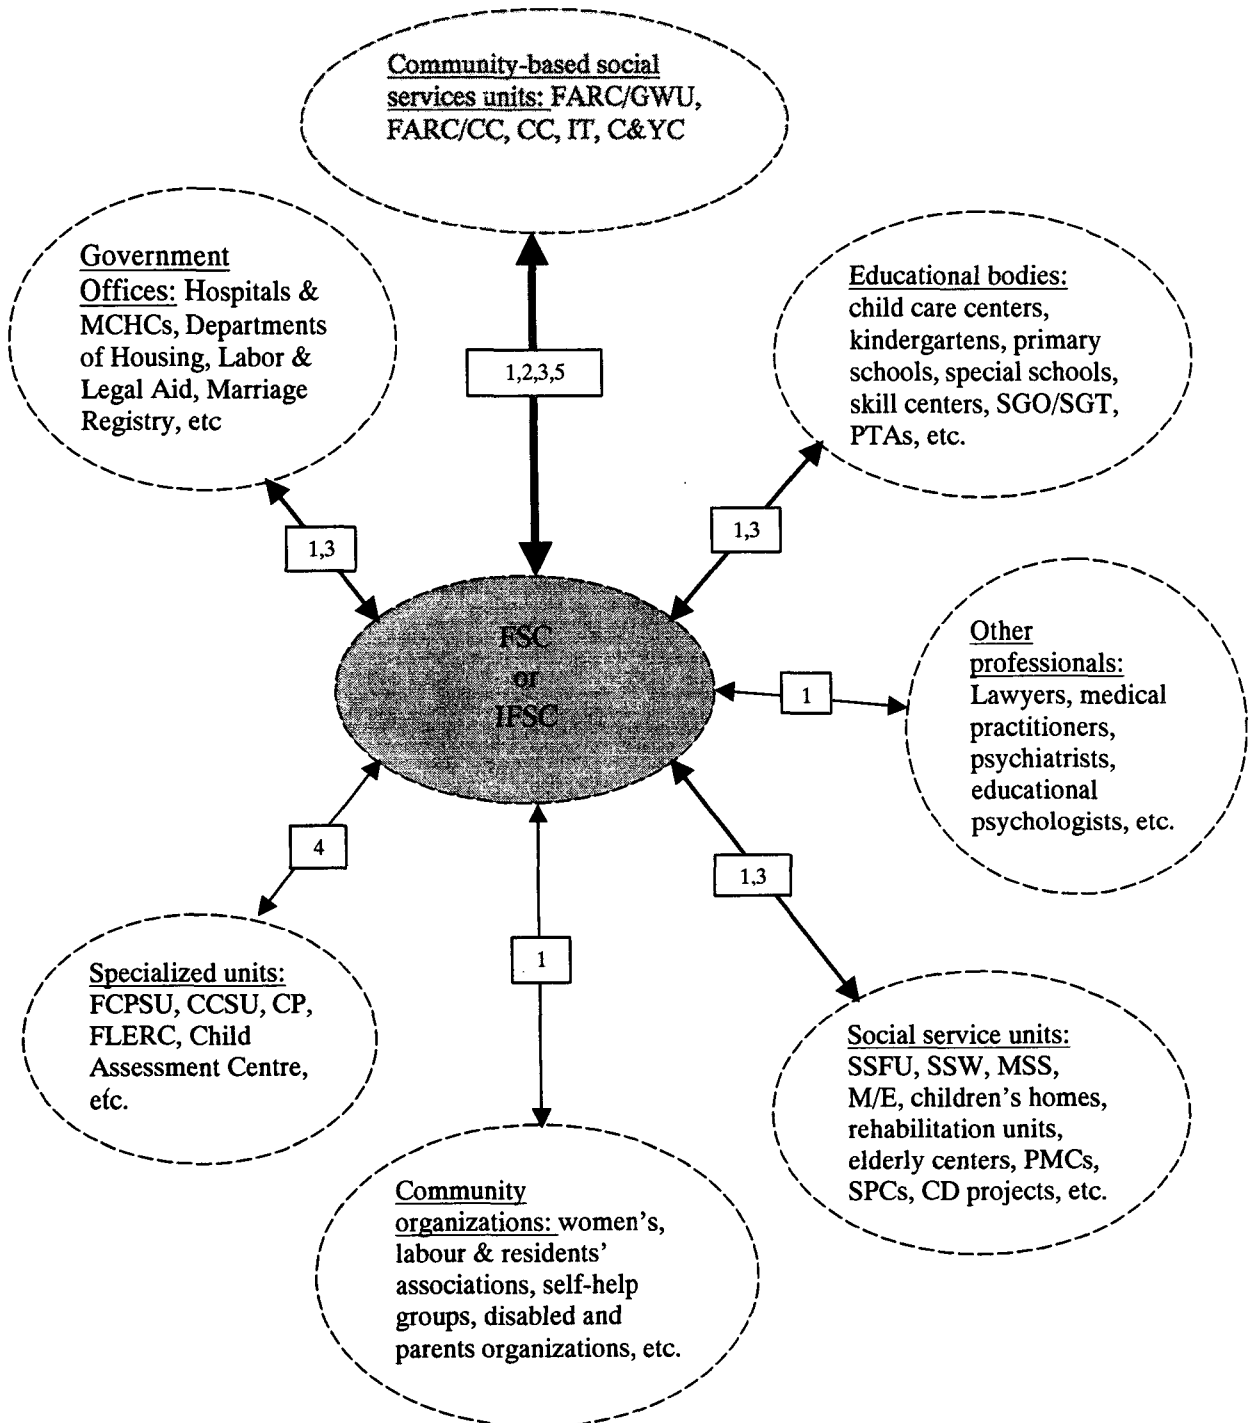 Community-based social
services units: FARC/GWU,
FARC/CC, CC, IT, C&YC
Government
Offices: Hospitals &
MCHCs, Departments
of Housing, Labor &
Legal Aid, Marriage
Registry, etc
Educational bodies:
child care centers,
kindergartens, primary
schools, special schools,
skill centers, SGO/SGT,
PTAs, etc.
1,2,3,5
1,3
1,3
FSC
or
IFSC
Other
professionals:
Lawyers, medical
practitioners,
psychiatrists,
educational
psychologists, etc.
1
4
1
1,3
Specialized units:
FCPSU, CCSU, CP,
FLERC, Child
Assessment Centre,
etc.
Social service units:
SSFU, SSW, MSS,
M/E, children's homes,
rehabilitation units,
elderly centers, PMCs,
SPCs, CD projects, etc.
Community
organizations: women's,
labour & residents'
associations, self-help
groups, disabled and
parents organizations, etc.